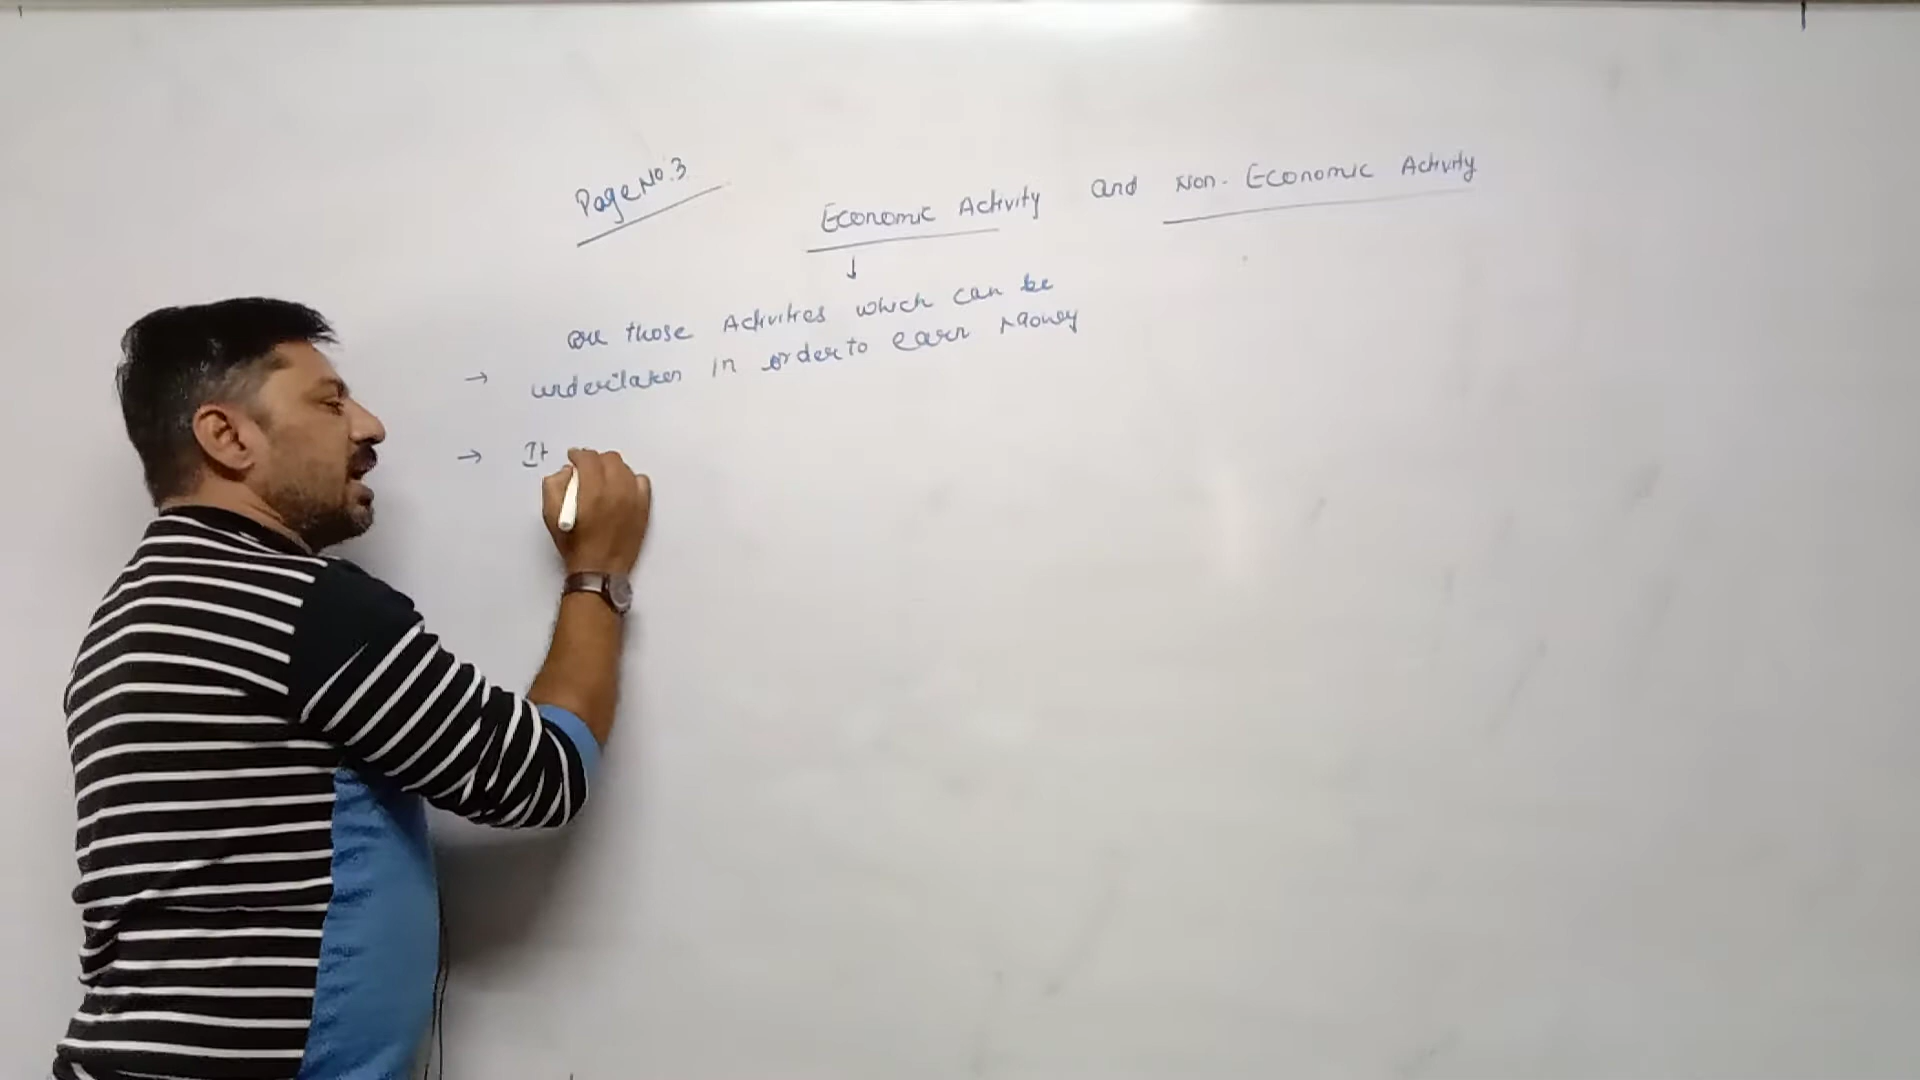 Page No. 3
Economic Activity and Non-Economic Activity
↓
are those Activities which can be
→ undertaken in order to earn Money
→ It